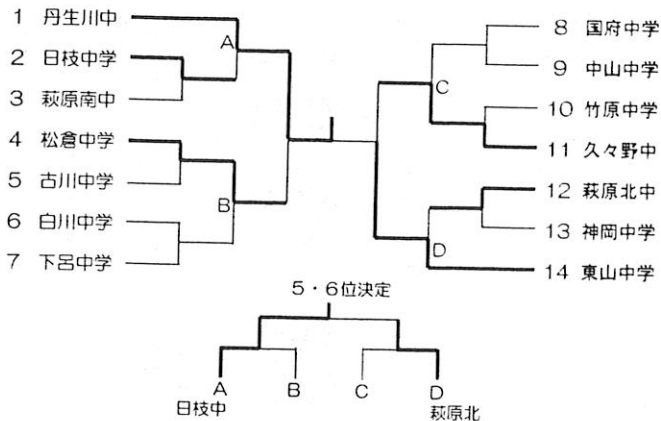 1 丹生川中
2 日枝中学
3 萩原南中
4 松倉中学
5 古川中学
6 白川中学
7 下呂中学
A
B
8 国府中学
9 中山中学
10 竹原中学
11 久々野中
12 萩原北中
13 神岡中学
14 東山中学
C
D
5・6位決定
A B C D
日枝中 萩原北